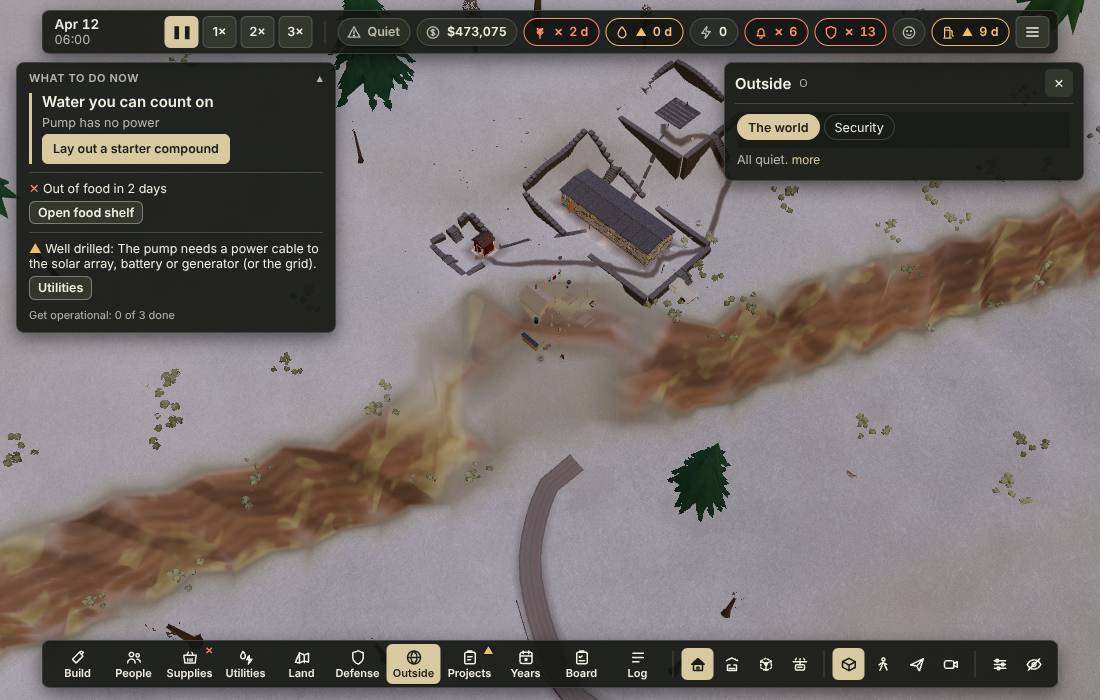 Apr 12
06:00
1×
2×
3×
Quiet
$473,075
× 2 d
0 d
0
× 6
× 13
9 d
WHAT TO DO NOW
Water you can count on
Pump has no power
Lay out a starter compound
× Out of food in 2 days
Open food shelf
Well drilled: The pump needs a power cable to
the solar array, battery or generator (or the grid).
Utilities
Get operational: 0 of 3 done
Outside O
The world
Security
All quiet. more
Build
People
Supplies
Utilities
Land
Defense
Outside
Projects
Years
Board
Log